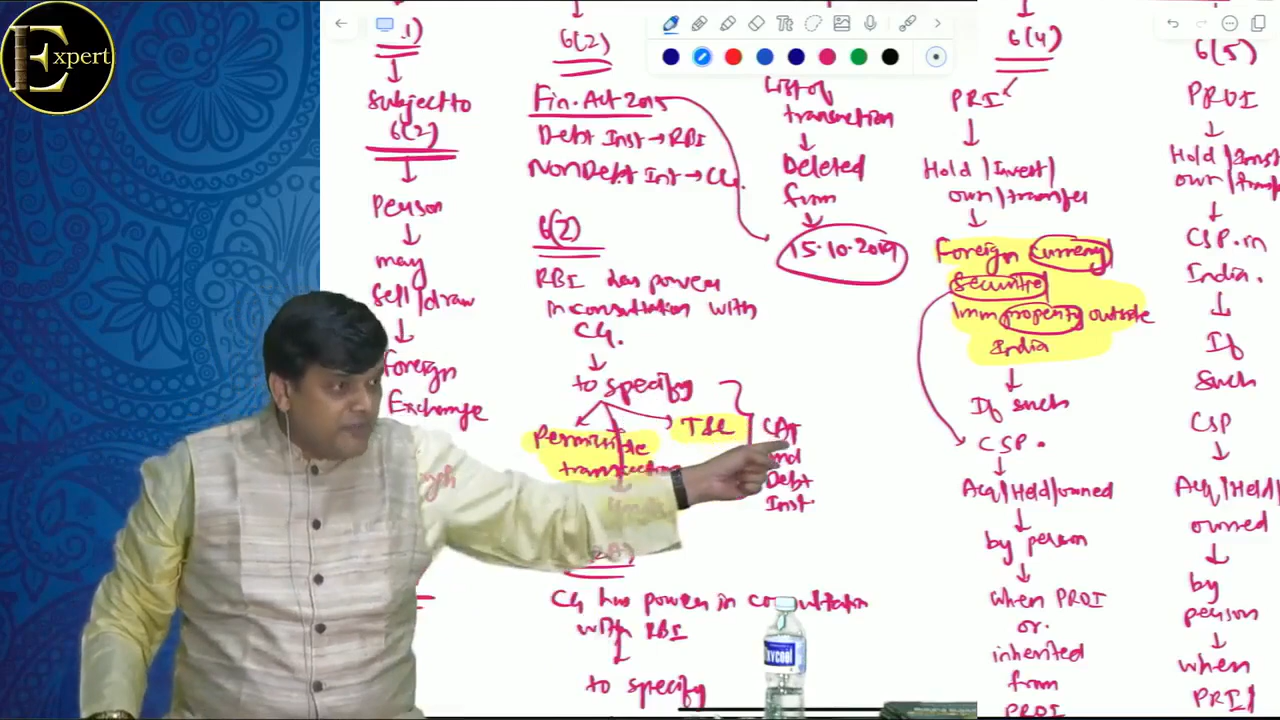 Expert
.1)
Subject to
6(2)
Person
may
Sell/draw
Foreign
Exchange
6(2)
Fin. Act 2015
Debt Inst → RBI
Non Debt Inst → CG.
6(2)
RBI has power
in consultation with
CG.
to specify
Permissible
transaction
T&C
CAT
and
Debt
Inst.
CG has power in consultation
with RBI
to specify
List of
transaction
Deleted
from
15.10.2019
6(4)
PRI
Hold/Invest/
own/transfer
Foreign Currency
Securities
Imm property outside
India
If such
CSP.
Acq/Held/owned
by person
when PROI
or
inherited
from
PROI
6(5)
PROI
Hold/Inst
own/transf
CSP. in
India.
If
such
CSP
Acq/Held/
owned
by
person
when
PRI/
oxycool